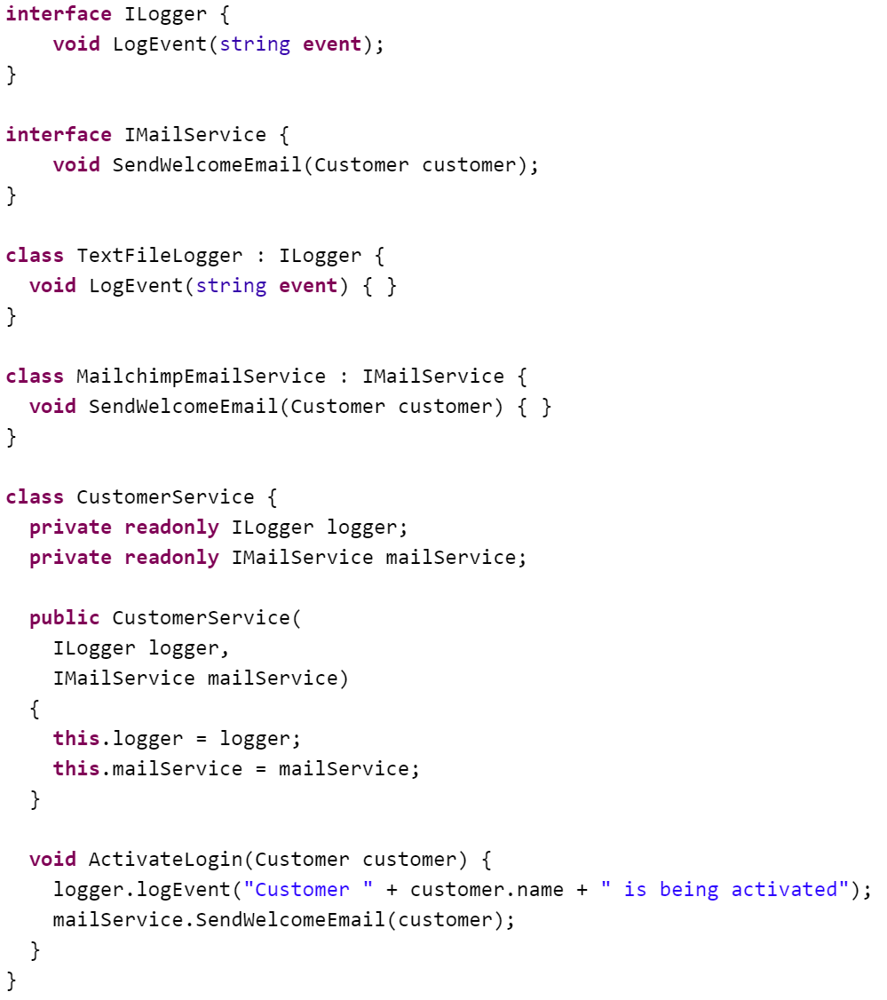 interface ILogger {
    void LogEvent(string event);
}

interface IMailService {
    void SendWelcomeEmail(Customer customer);
}

class TextFileLogger : ILogger {
  void LogEvent(string event) { }
}

class MailchimpEmailService : IMailService {
  void SendWelcomeEmail(Customer customer) { }
}

class CustomerService {
  private readonly ILogger logger;
  private readonly IMailService mailService;

  public CustomerService(
    ILogger logger,
    IMailService mailService)
  {
    this.logger = logger;
    this.mailService = mailService;
  }

  void ActivateLogin(Customer customer) {
    logger.logEvent("Customer " + customer.name + " is being activated");
    mailService.SendWelcomeEmail(customer);
  }
}